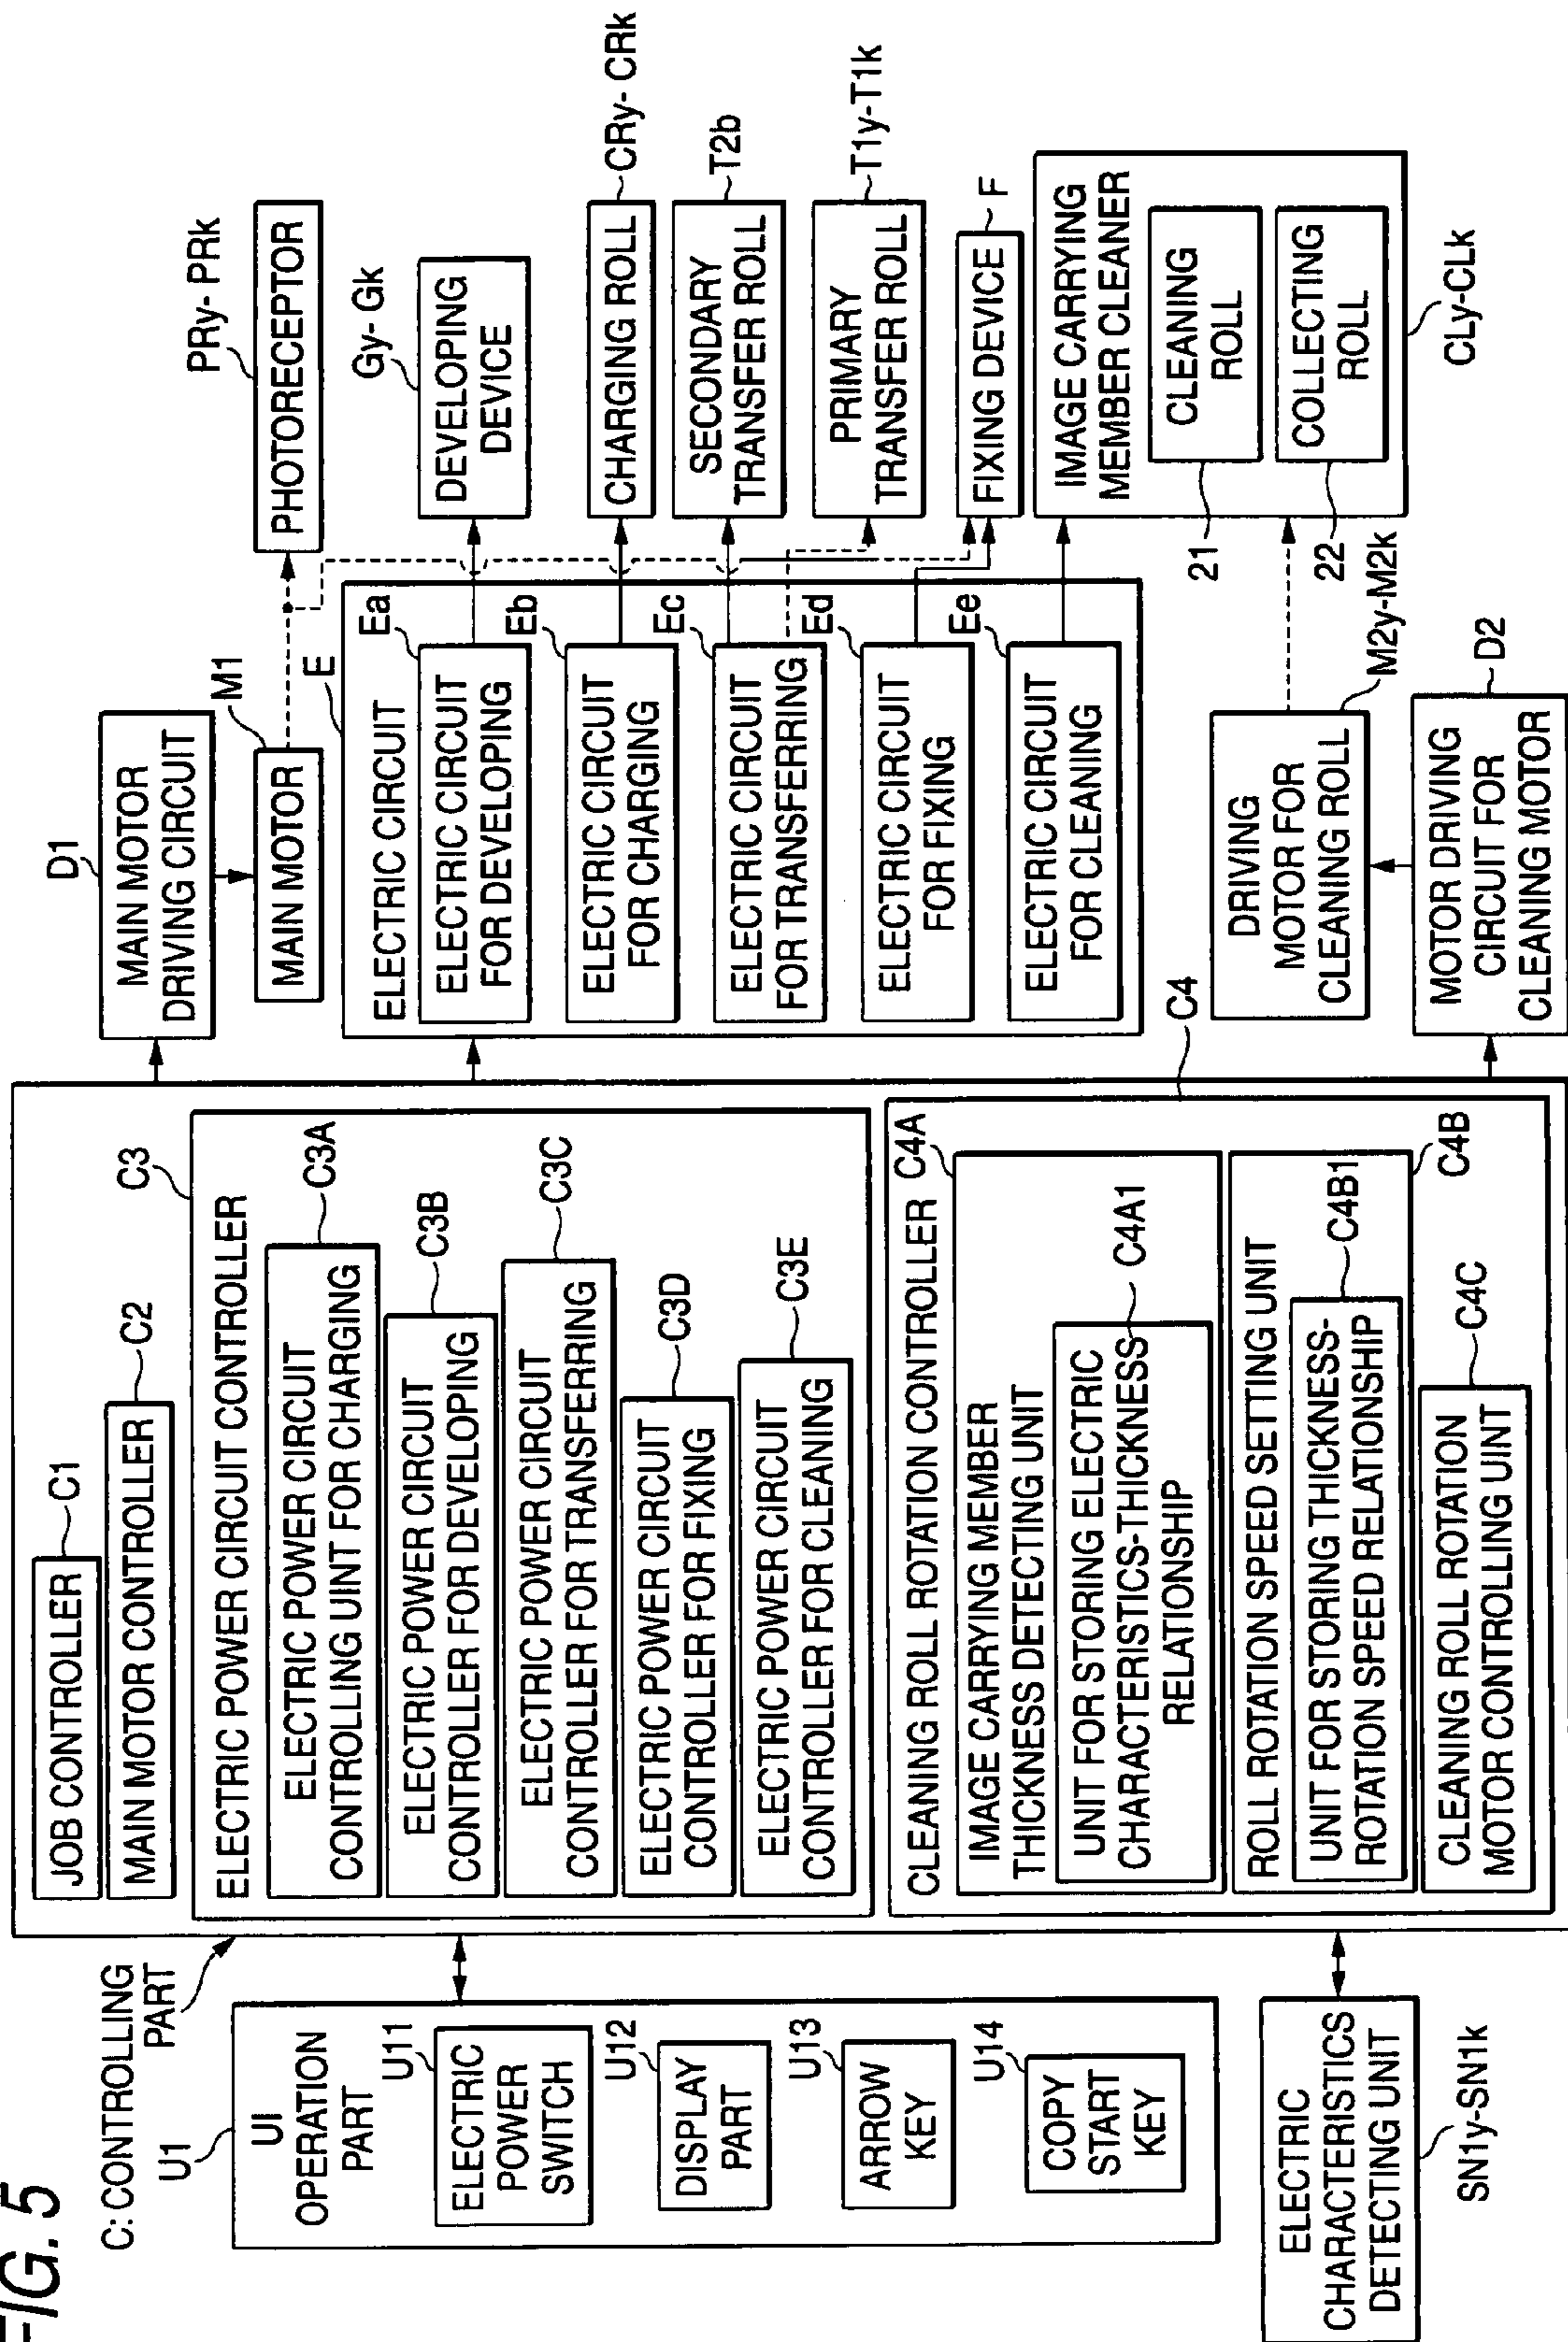 FIG. 5
C: CONTROLLING
PART
U1
UI
OPERATION
PART
U11
ELECTRIC
POWER
SWITCH
U12
DISPLAY
PART
U13
ARROW
KEY
U14
COPY
START
KEY
ELECTRIC
CHARACTERISTICS
DETECTING UNIT
SN1y-SN1k
JOB CONTROLLER
C1
MAIN MOTOR CONTROLLER
C2
C3
ELECTRIC POWER CIRCUIT CONTROLLER
ELECTRIC POWER CIRCUIT
CONTROLLING UINT FOR CHARGING
C3A
ELECTRIC POWER CIRCUIT
CONTROLLER FOR DEVELOPING
C3B
ELECTRIC POWER CIRCUIT
CONTROLLER FOR TRANSFERRING
C3C
ELECTRIC POWER CIRCUIT
CONTROLLER FOR FIXING
C3D
ELECTRIC POWER CIRCUIT
CONTROLLER FOR CLEANING
C3E
C4
CLEANING ROLL ROTATION CONTROLLER
C4A
IMAGE CARRYING MEMBER
THICKNESS DETECTING UNIT
UNIT FOR STORING ELECTRIC
CHARACTERISTICS-THICKNESS
RELATIONSHIP
C4A1
ROLL ROTATION SPEED SETTING UNIT
C4B
UNIT FOR STORING THICKNESS-
ROTATION SPEED RELATIONSHIP
C4B1
CLEANING ROLL ROTATION
MOTOR CONTROLLING UNIT
C4C
D1
MAIN MOTOR
DRIVING CIRCUIT
M1
MAIN MOTOR
E
ELECTRIC CIRCUIT
Ea
ELECTRIC CIRCUIT
FOR DEVELOPING
Eb
ELECTRIC CIRCUIT
FOR CHARGING
Ec
ELECTRIC CIRCUIT
FOR TRANSFERRING
Ed
ELECTRIC CIRCUIT
FOR FIXING
Ee
ELECTRIC CIRCUIT
FOR CLEANING
DRIVING
MOTOR FOR
CLEANING ROLL
M2y-M2k
MOTOR DRIVING
CIRCUIT FOR
CLEANING MOTOR
D2
PRy- PRk
PHOTORECEPTOR
Gy- Gk
DEVELOPING
DEVICE
CHARGING ROLL
CRy- CRk
SECONDARY
TRANSFER ROLL
T2b
PRIMARY
TRANSFER ROLL
T1y-T1k
FIXING DEVICE
F
IMAGE CARRYING
MEMBER CLEANER
CLEANING
ROLL
21
COLLECTING
ROLL
22
CLy-CLk